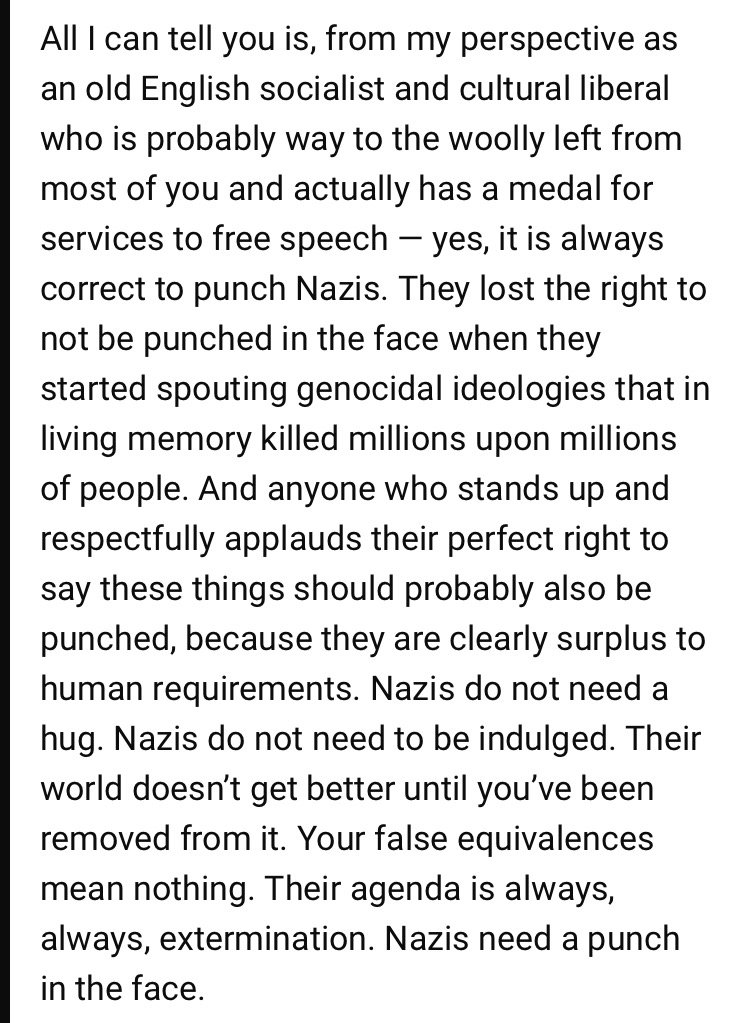 All I can tell you is, from my perspective as
an old English socialist and cultural liberal
who is probably way to the woolly left from
most of you and actually has a medal for
services to free speech — yes, it is always
correct to punch Nazis. They lost the right to
not be punched in the face when they
started spouting genocidal ideologies that in
living memory killed millions upon millions
of people. And anyone who stands up and
respectfully applauds their perfect right to
say these things should probably also be
punched, because they are clearly surplus to
human requirements. Nazis do not need a
hug. Nazis do not need to be indulged. Their
world doesn’t get better until you’ve been
removed from it. Your false equivalences
mean nothing. Their agenda is always,
always, extermination. Nazis need a punch
in the face.